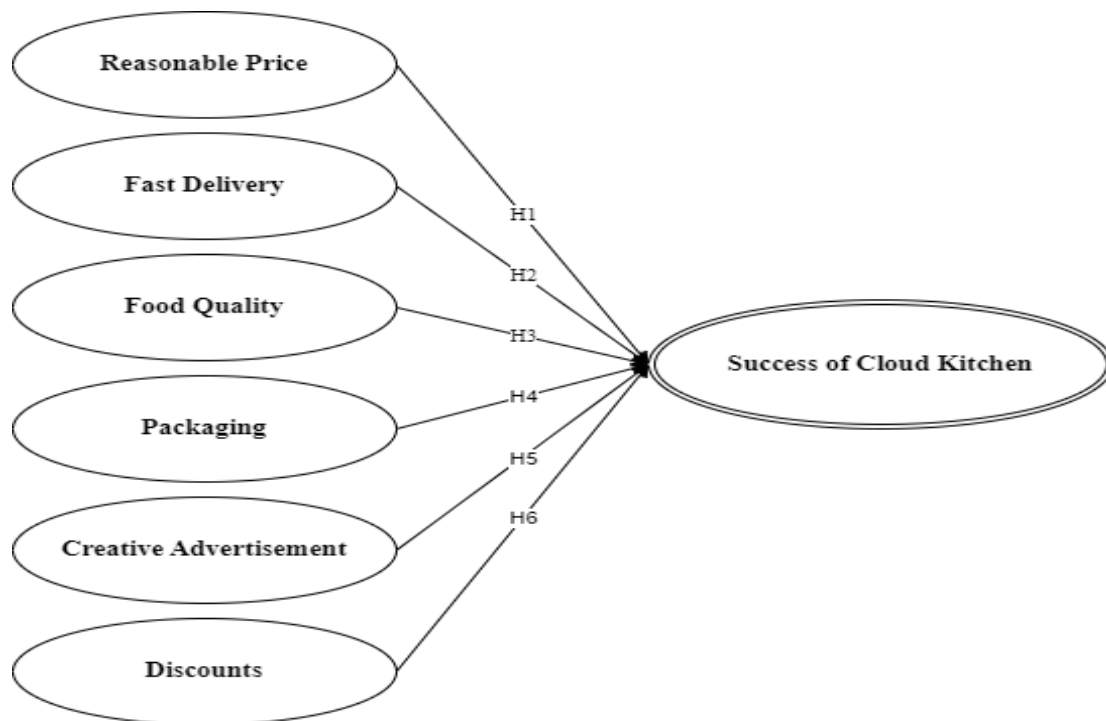 Reasonable Price
Fast Delivery
Food Quality
Packaging
Creative Advertisement
Discounts
H1
H2
H3
H4
H5
H6
Success of Cloud Kitchen